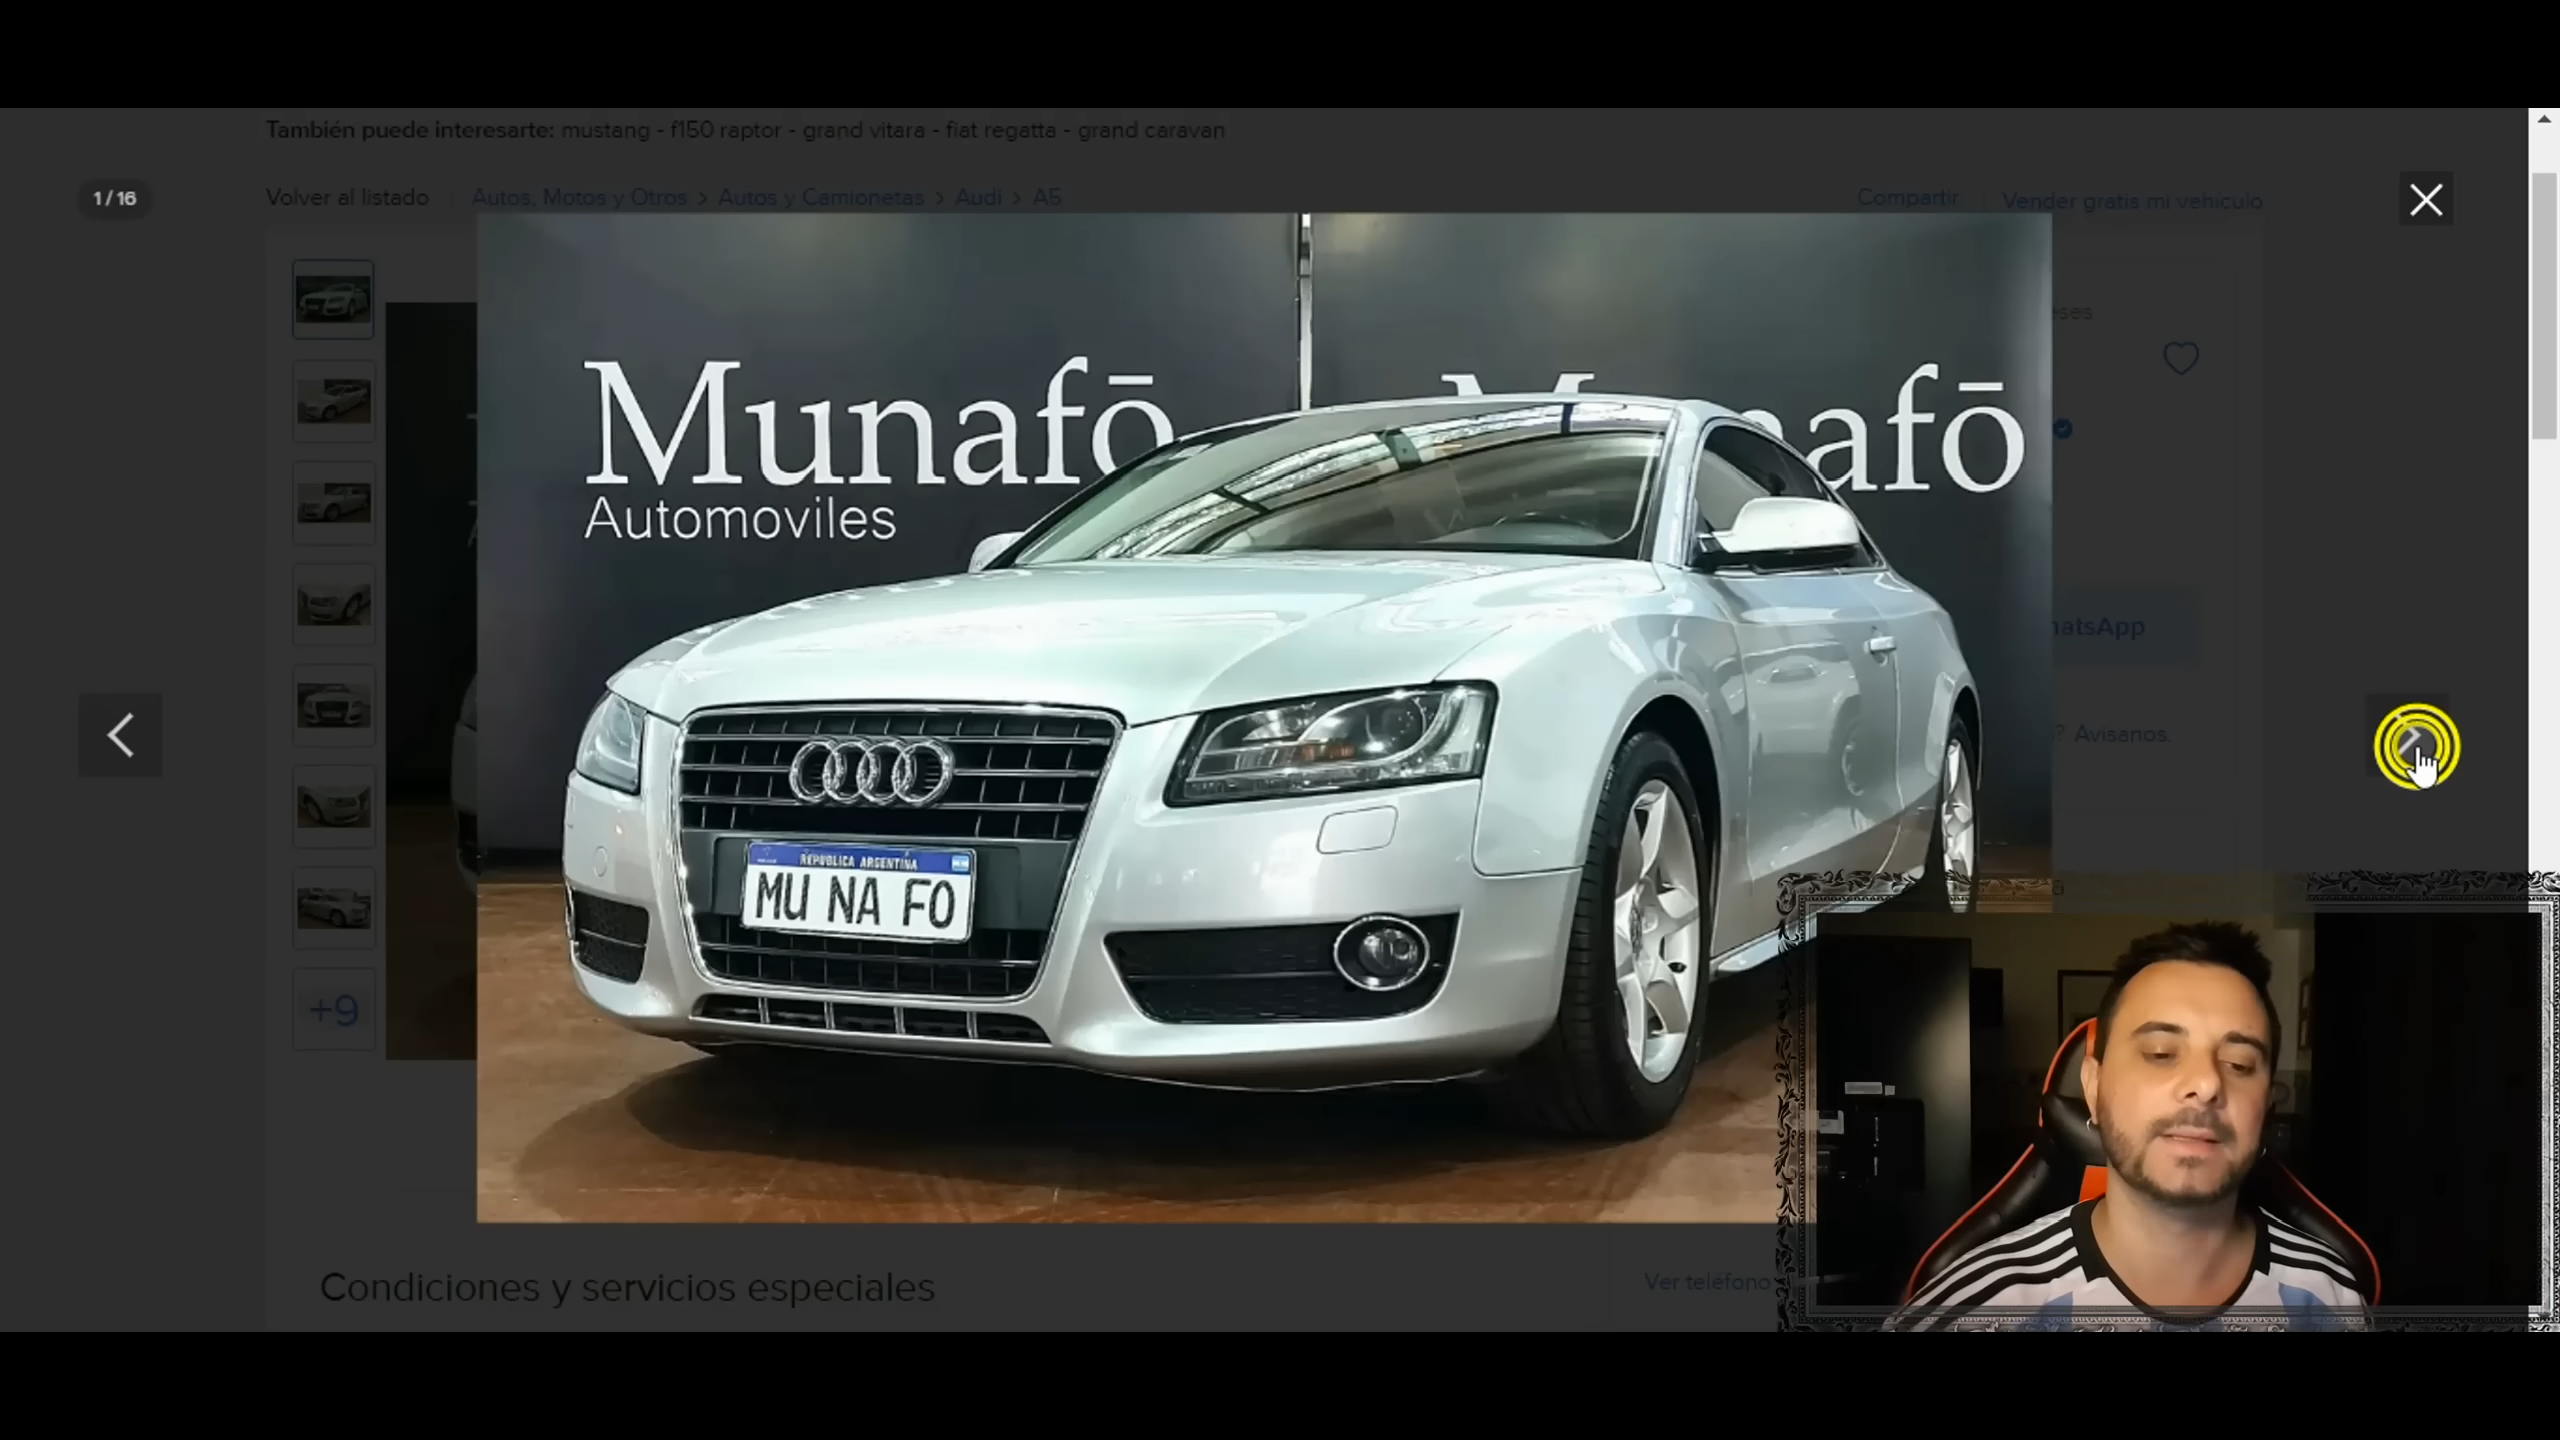 También puede interesarte: mustang - f150 raptor - grand vitara - fiat regatta - grand caravan
1 / 16
Volver al listado
Autos, Motos y Otros > Autos y Camionetas > Audi > A5
Compartir
Vender gratis mi vehículo
Munafō
Automoviles
afō
REPUBLICA ARGENTINA
MU NA FO
Avisanos.
+9
Condiciones y servicios especiales
Ver teléfono